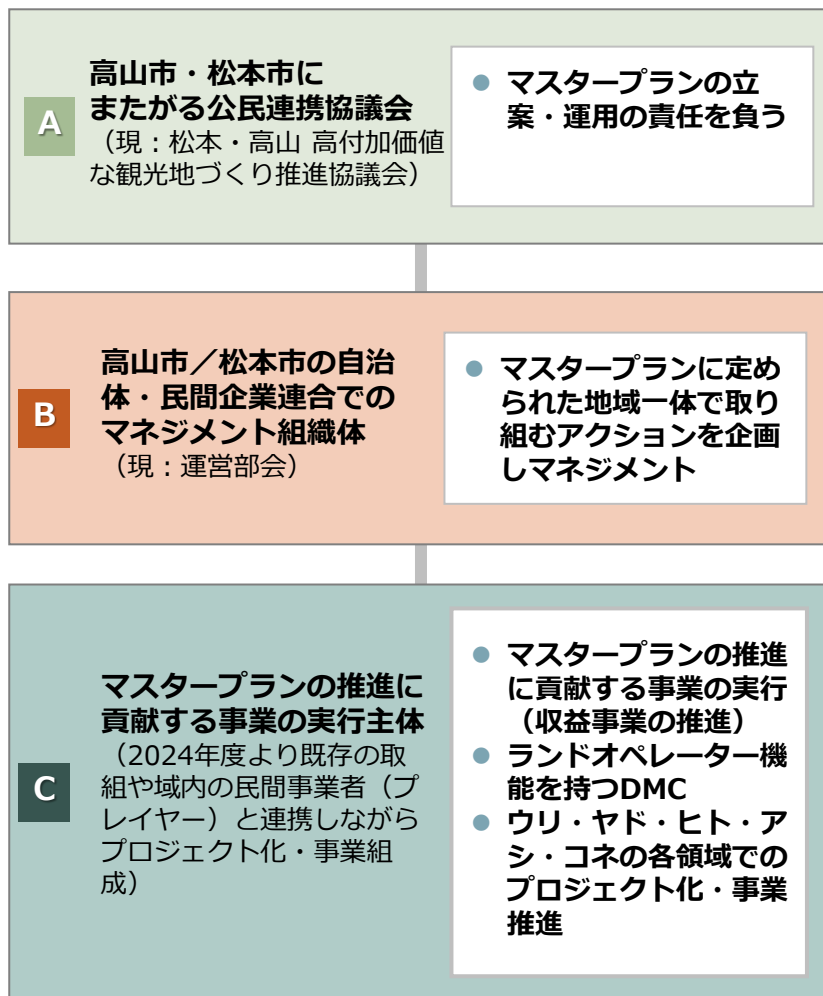 A
高山市・松本市に
またがる公民連携協議会
（現：松本・高山 高付加価値
な観光地づくり推進協議会）
● マスタープランの立
案・運用の責任を負う
B
高山市／松本市の自治
体・民間企業連合での
マネジメント組織体
（現：運営部会）
● マスタープランに定め
られた地域一体で取り
組むアクションを企画
しマネジメント
C
マスタープランの推進に
貢献する事業の実行主体
（2024年度より既存の取
組や域内の民間事業者（プ
レイヤー）と連携しながら
プロジェクト化・事業組
成）
● マスタープランの推進
に貢献する事業の実行
（収益事業の推進）
● ランドオペレーター機
能を持つDMC
● ウリ・ヤド・ヒト・ア
シ・コネの各領域での
プロジェクト化・事業
推進